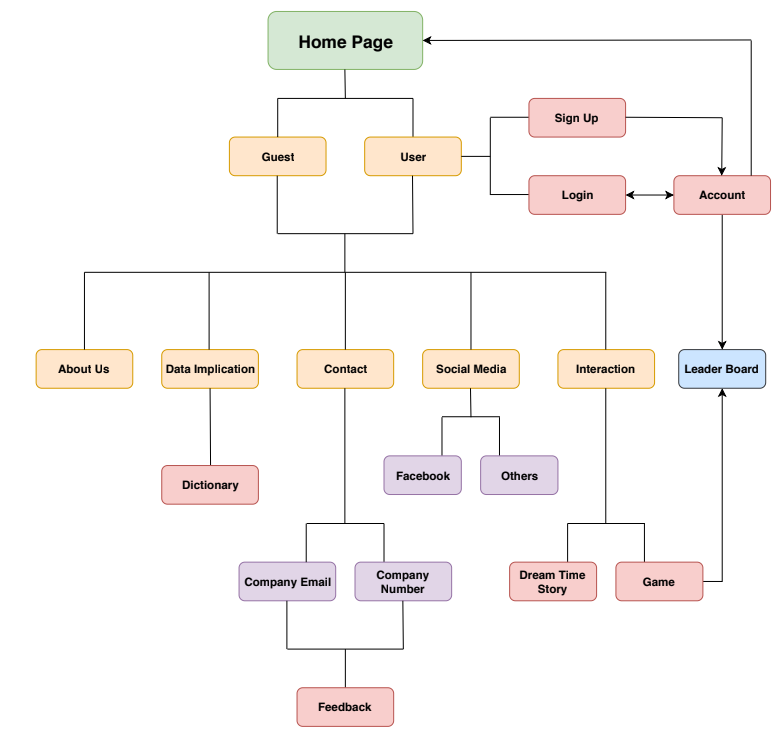 Home Page
Sign Up
Guest
User
Login
Account
About Us
Data Implication
Contact
Social Media
Interaction
Leader Board
Facebook
Others
Dictionary
Company Email
Company
Number
Dream Time
Story
Game
Feedback